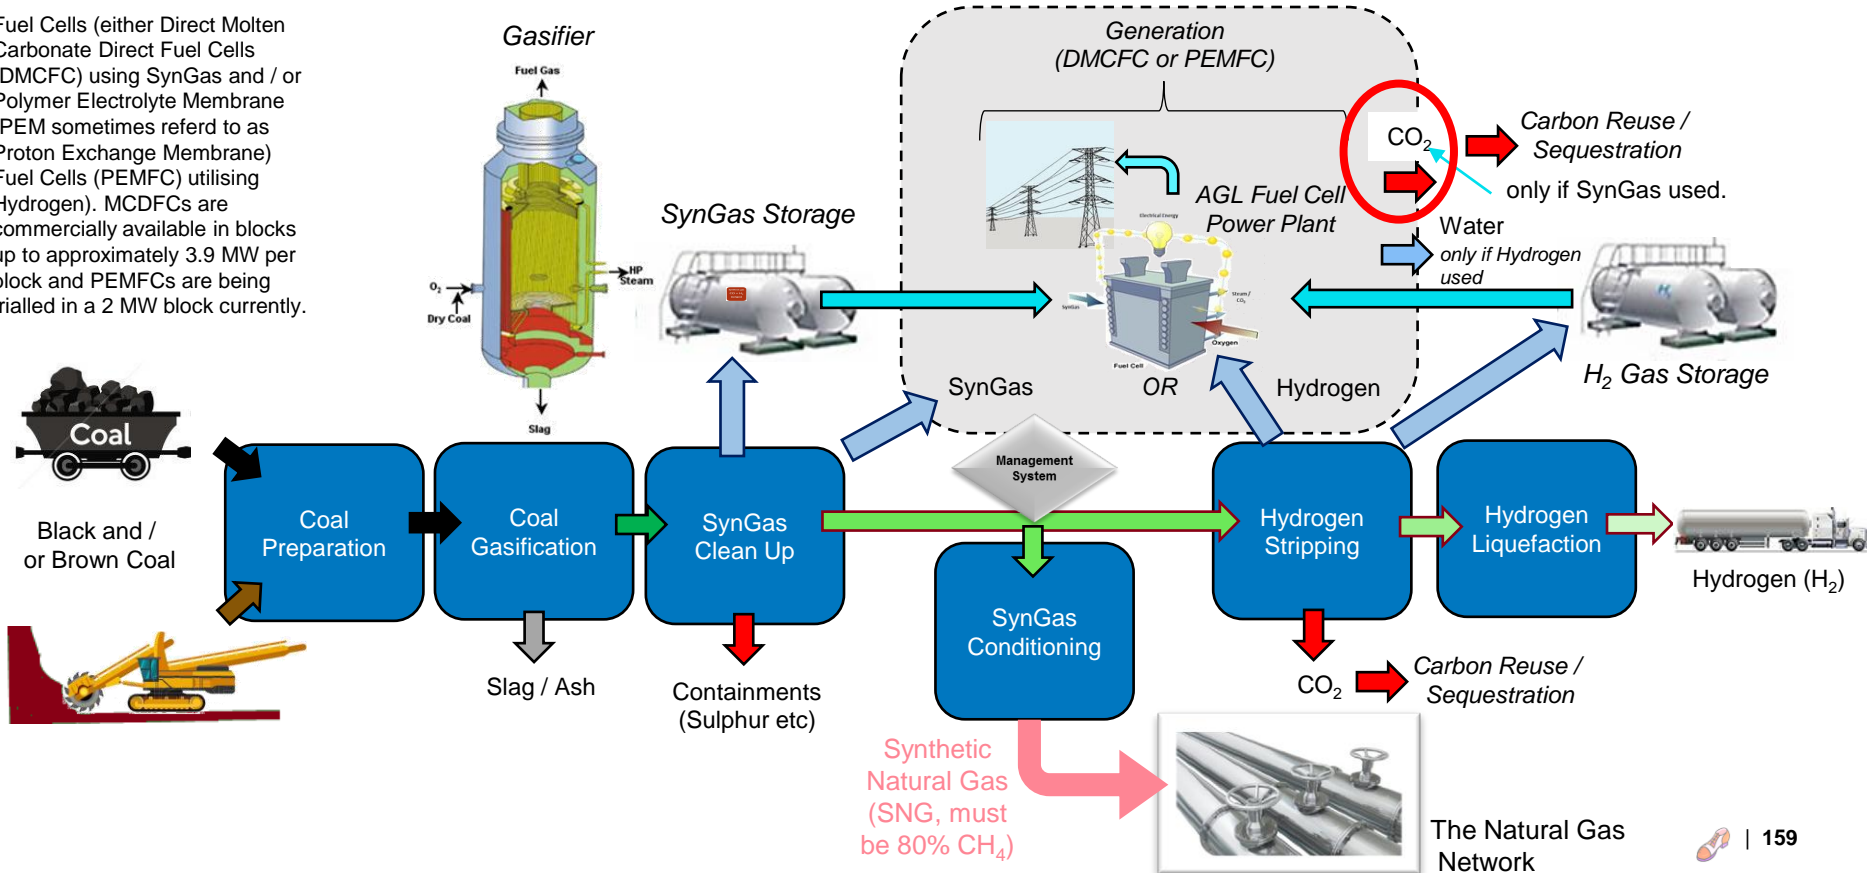 Fuel Cells (either Direct Molten
Carbonate Direct Fuel Cells
(DMCFC) using SynGas and / or
Polymer Electrolyte Membrane
(PEM sometimes referd to as
Proton Exchange Membrane)
Fuel Cells (PEMFC) utilising
Hydrogen). MCDFCs are
commercially available in blocks
up to approximately 3.9 MW per
block and PEMFCs are being
trialled in a 2 MW block currently.
Gasifier
Fuel Gas
O₂
Dry Coal
HP
Steam
Slag
SynGas Storage
Generation
(DMCFC or PEMFC)
AGL Fuel Cell
Power Plant
Electrical Energy
SynGas
Steam /
CO₂
Oxygen
Fuel Cell
SynGas
OR
Hydrogen
CO₂
Carbon Reuse /
Sequestration
only if SynGas used.
Water
only if Hydrogen
used
H₂ Gas Storage
Coal
Black and /
or Brown Coal
Coal
Preparation
Coal
Gasification
SynGas
Clean Up
Management
System
Hydrogen
Stripping
Hydrogen
Liquefaction
Hydrogen (H₂)
SynGas
Conditioning
Slag / Ash
Containments
(Sulphur etc)
CO₂
Carbon Reuse /
Sequestration
Synthetic
Natural Gas
(SNG, must
be 80% CH₄)
The Natural Gas
Network
| 159